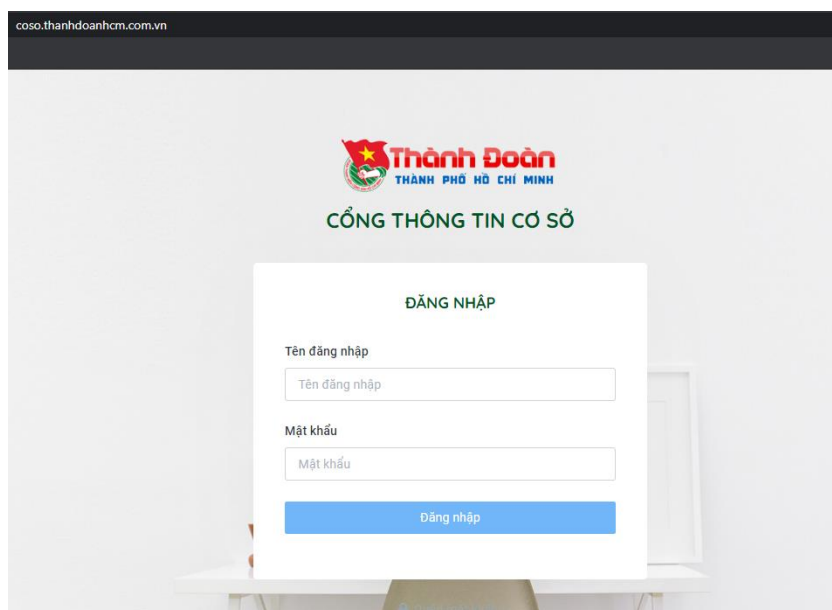 coso.thanhdoanhcm.com.vn
Thành Đoàn
THÀNH PHỐ HỒ CHÍ MINH
CỔNG THÔNG TIN CƠ SỞ
ĐĂNG NHẬP
Tên đăng nhập
Tên đăng nhập
Mật khẩu
Mật khẩu
Đăng nhập